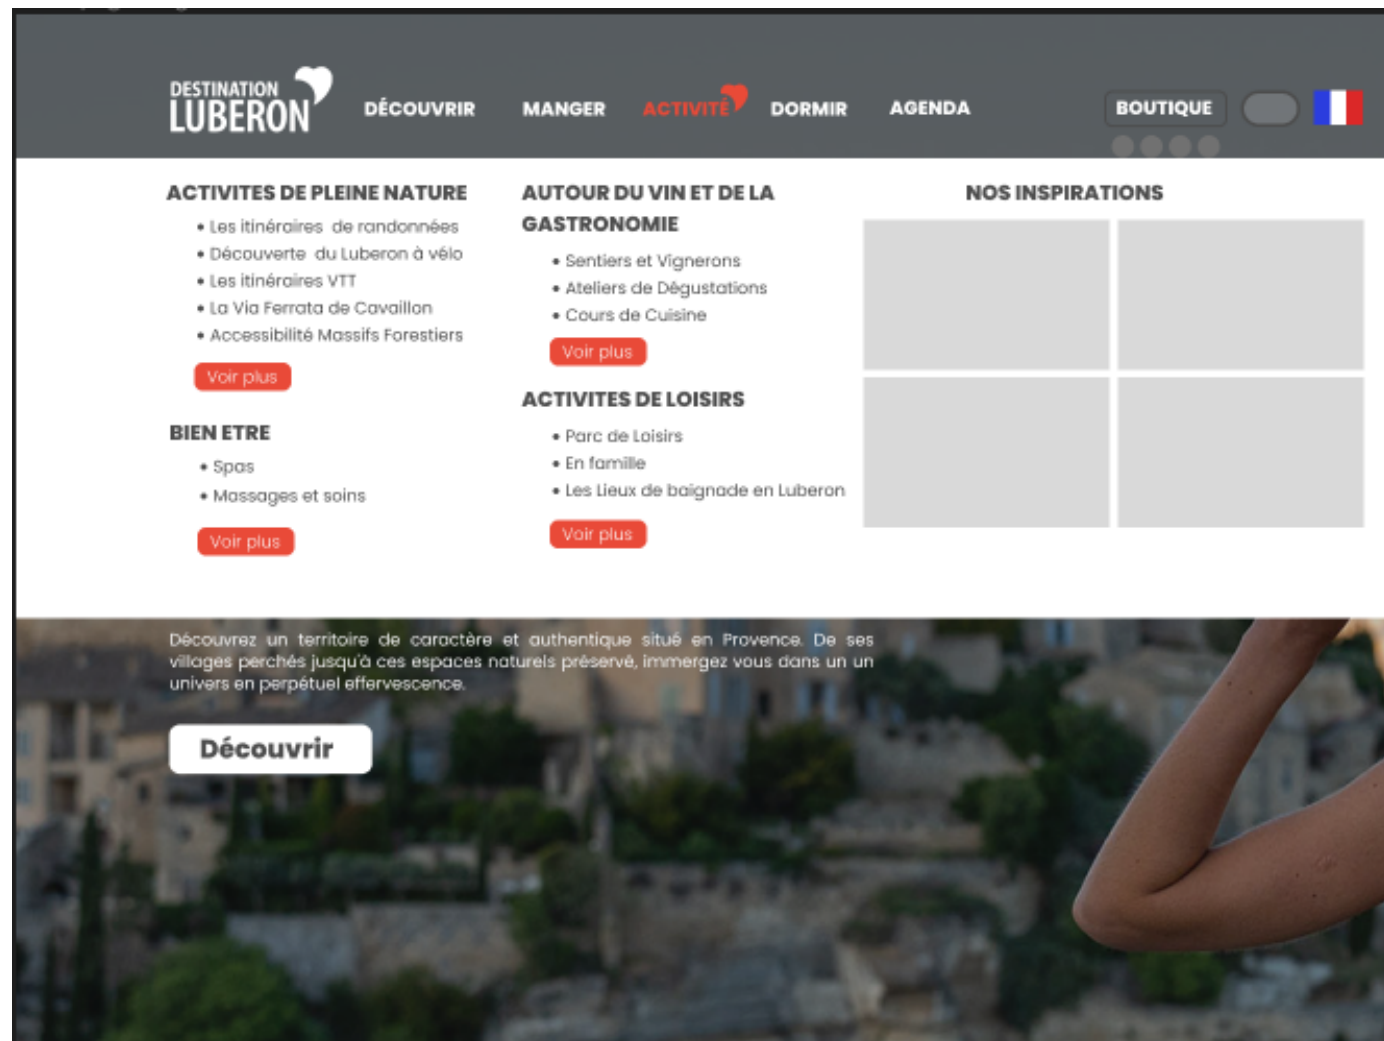 DESTINATION
LUBERON
DÉCOUVRIR
MANGER
ACTIVITÉ
DORMIR
AGENDA
BOUTIQUE
ACTIVITES DE PLEINE NATURE
• Les itinéraires de randonnées
• Découverte du Luberon à vélo
• Les itinéraires VTT
• La Via Ferrata de Cavaillon
• Accessibilité Massifs Forestiers
Voir plus
BIEN ETRE
• Spas
• Massages et soins
Voir plus
AUTOUR DU VIN ET DE LA
GASTRONOMIE
• Sentiers et Vignerons
• Ateliers de Dégustations
• Cours de Cuisine
Voir plus
ACTIVITES DE LOISIRS
• Parc de Loisirs
• En famille
• Les Lieux de baignade en Luberon
Voir plus
NOS INSPIRATIONS
Découvrez un territoire de caractère et authentique situé en Provence. De ses
villages perchés jusqu'à ces espaces naturels préservé, immergez vous dans un un
univers en perpétuel effervescence.
Découvrir